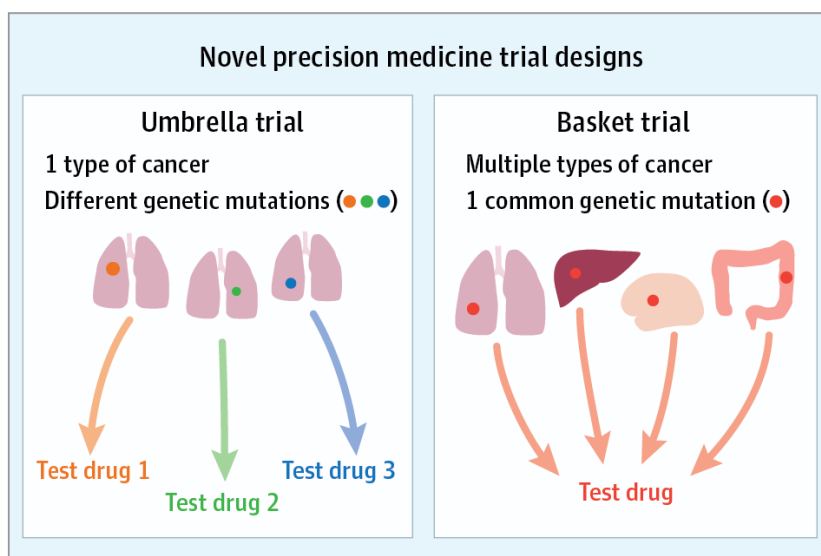 Novel precision medicine trial designs
Umbrella trial
1 type of cancer
Different genetic mutations (●●●)
Test drug 1
Test drug 2
Test drug 3
Basket trial
Multiple types of cancer
1 common genetic mutation (●)
Test drug